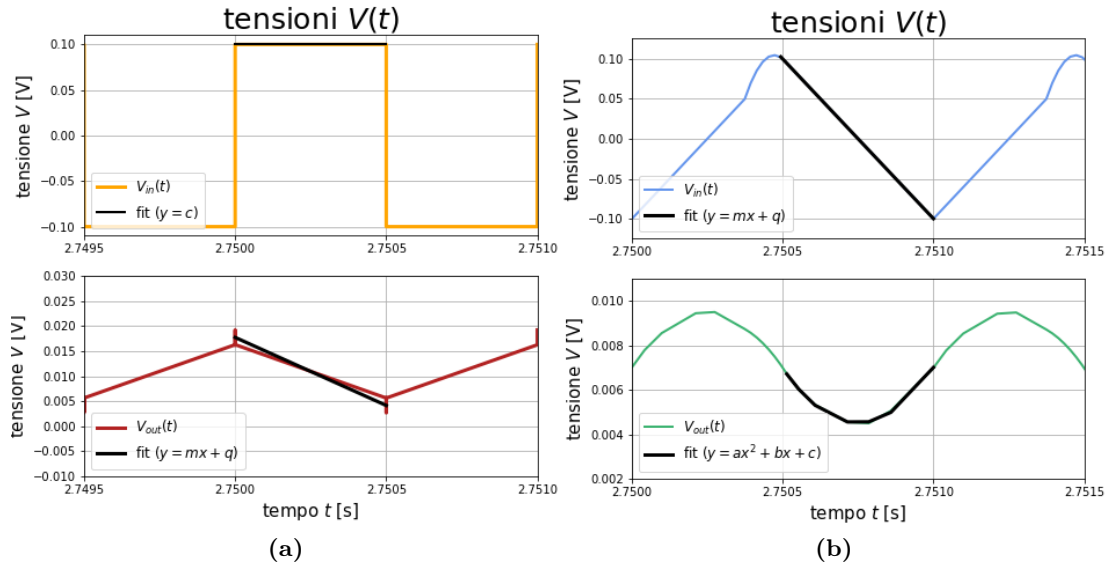 tensioni V(t)
tensione V [V]
0.10
0.05
0.00
−0.05
−0.10
V_in(t)
fit (y = c)
2.7495
2.7500
2.7505
2.7510
tensione V [V]
0.030
0.025
0.020
0.015
0.010
0.005
0.000
−0.005
−0.010
V_out(t)
fit (y = mx + q)
2.7495
2.7500
2.7505
2.7510
tempo t [s]
(a)
tensioni V(t)
tensione V [V]
0.10
0.05
0.00
−0.05
−0.10
V_in(t)
fit (y = mx + q)
2.7500
2.7505
2.7510
2.7515
tensione V [V]
0.010
0.008
0.006
0.004
0.002
V_out(t)
fit (y = ax² + bx + c)
2.7500
2.7505
2.7510
2.7515
tempo t [s]
(b)